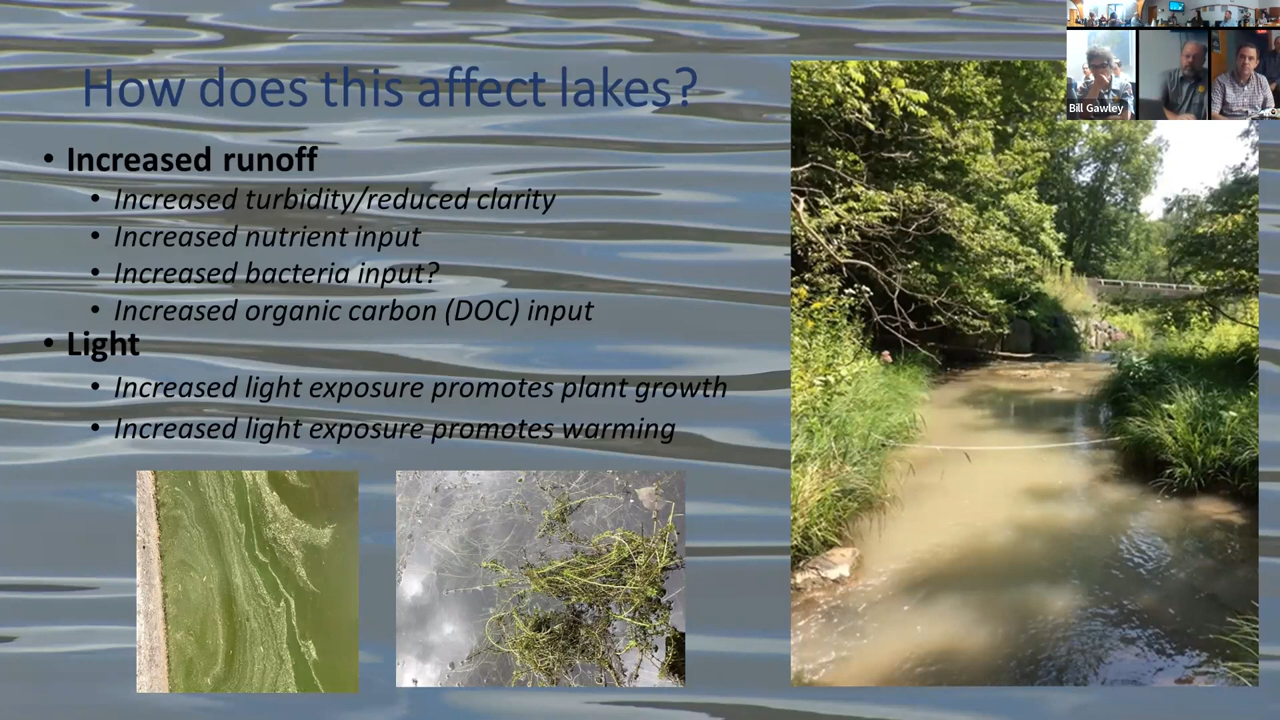 How does this affect lakes?
• Increased runoff
• Increased turbidity/reduced clarity
• Increased nutrient input
• Increased bacteria input?
• Increased organic carbon (DOC) input
• Light
• Increased light exposure promotes plant growth
• Increased light exposure promotes warming
Bill Gawley